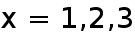 x = 1,2,3